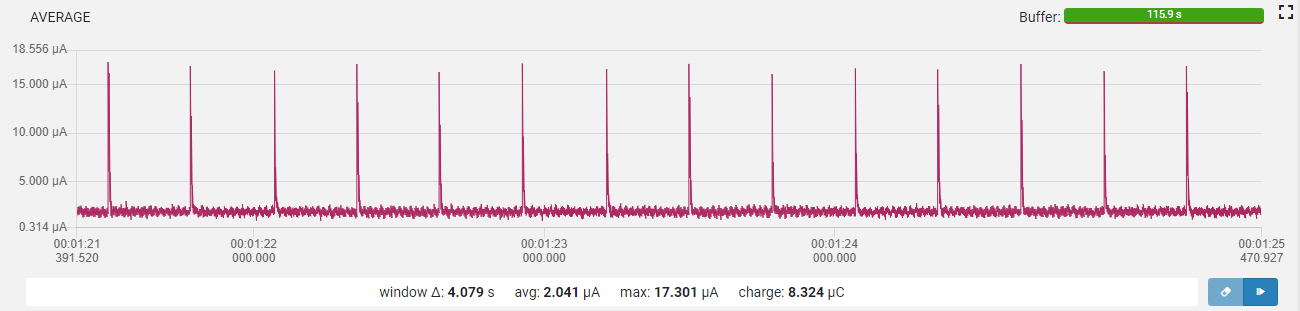 AVERAGE
Buffer: 115.9 s
18.556 µA
15.000 µA
10.000 µA
5.000 µA
0.314 µA
00:01:21 00:01:22 00:01:23 00:01:24 00:01:25
391.520 000.000 000.000 000.000 470.927
window Δ: 4.079 s avg: 2.041 µA max: 17.301 µA charge: 8.324 µC